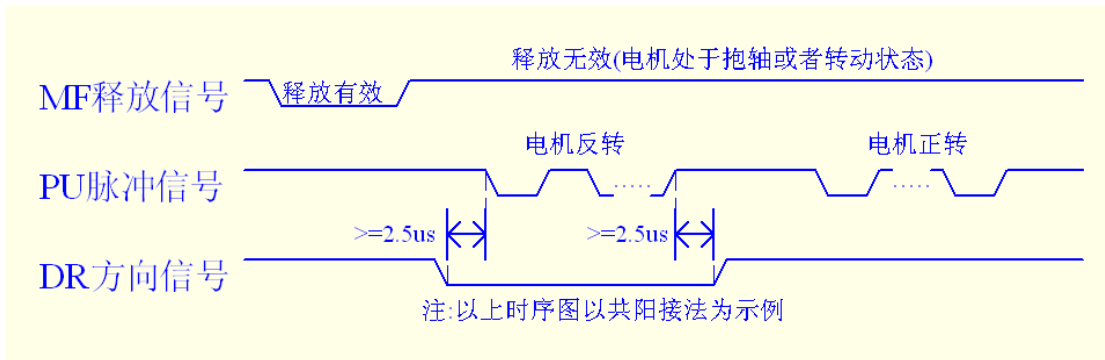 释放无效(电机处于抱轴或者转动状态)
MF释放信号
释放有效
电机反转
电机正转
PU脉冲信号
.....
.....
>=2.5us
>=2.5us
DR方向信号
注:以上时序图以共阳接法为示例